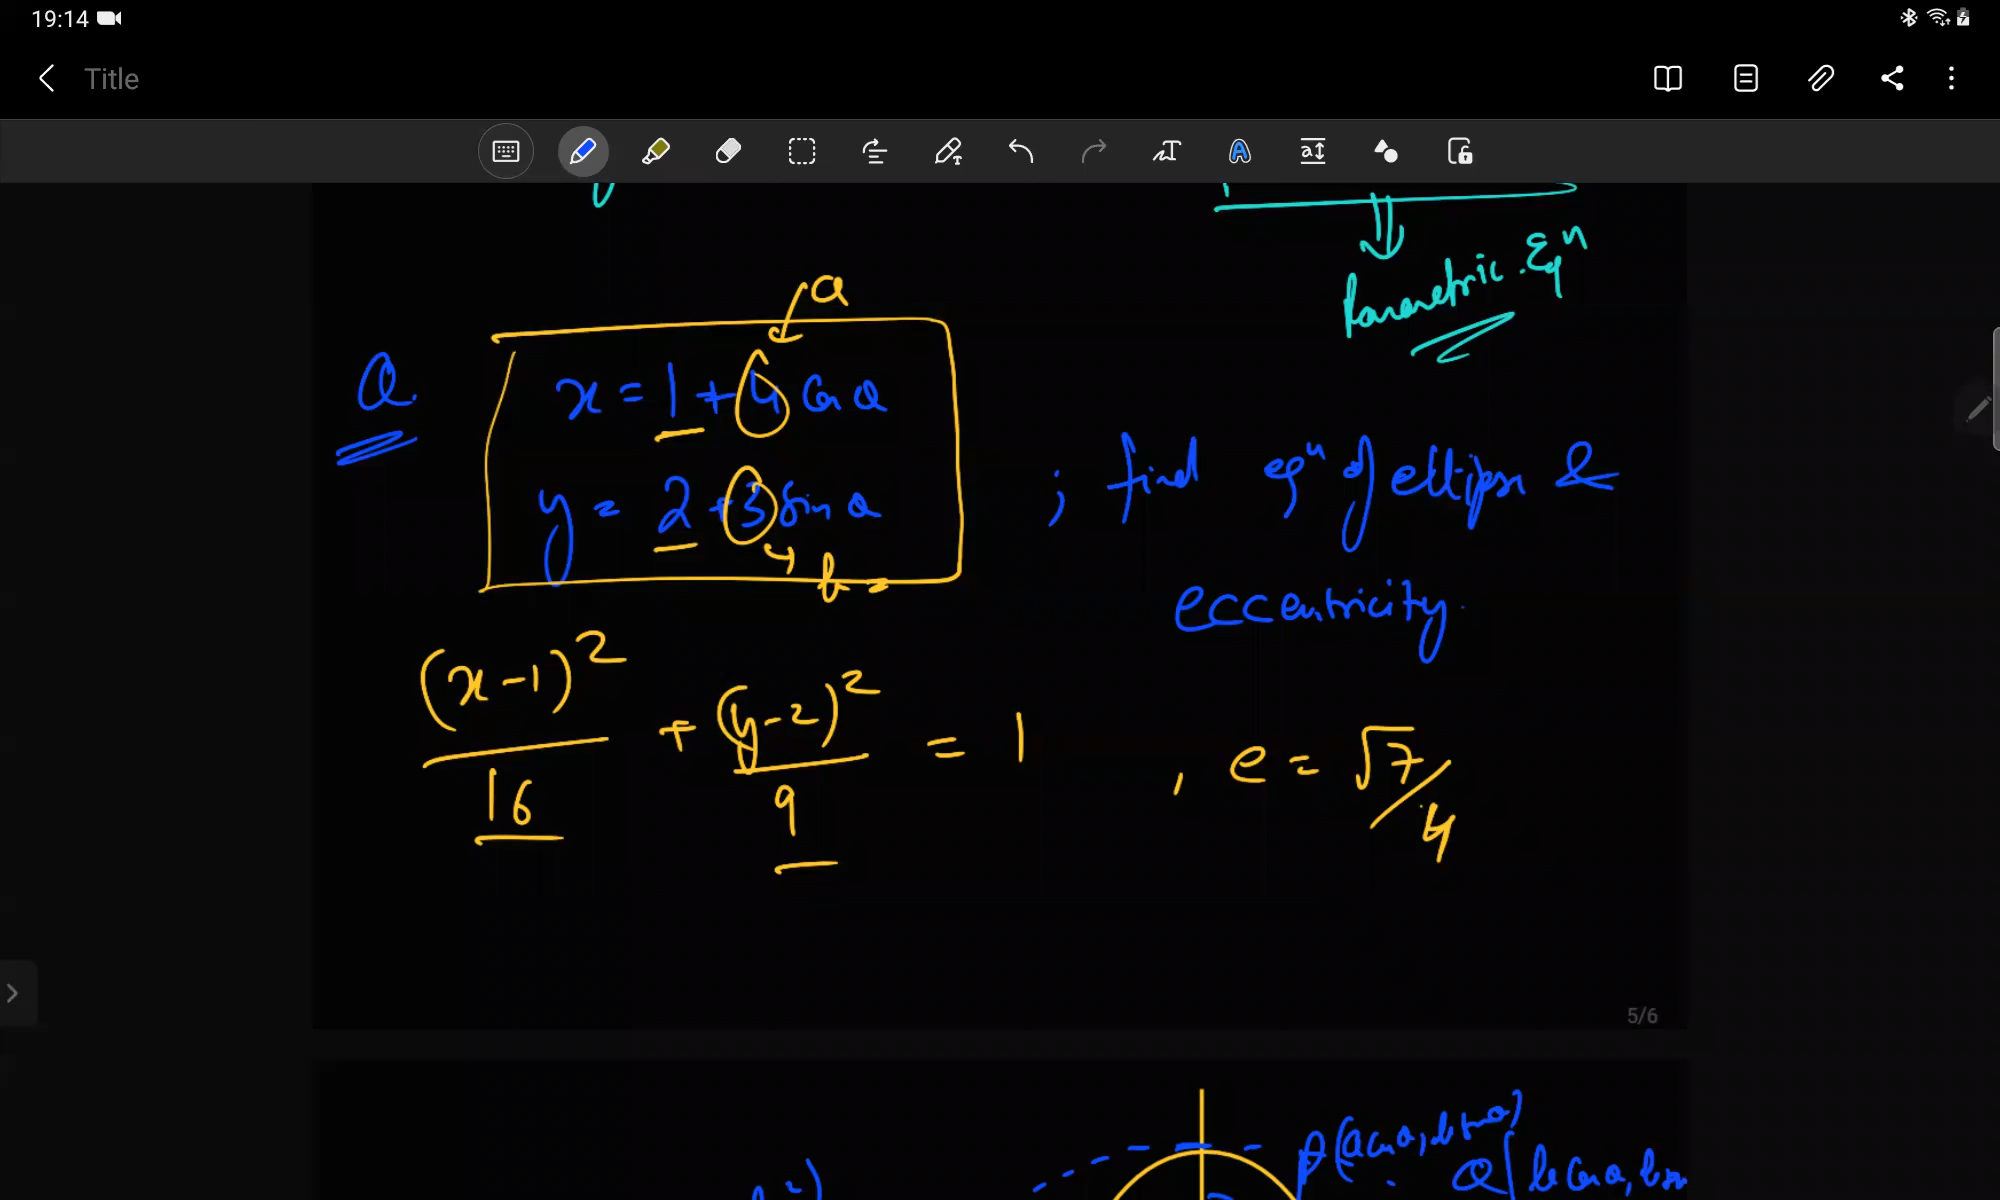 19:14
Title
Parametric Eqⁿ
a
Q.
x = 1 + 4 Cos θ
y = 2 + 3 Sin θ
b =
; find eqⁿ of ellipse &
eccentricity.
(x-1)²/16 + (y-2)²/9 = 1 , e = √7/4
5/6